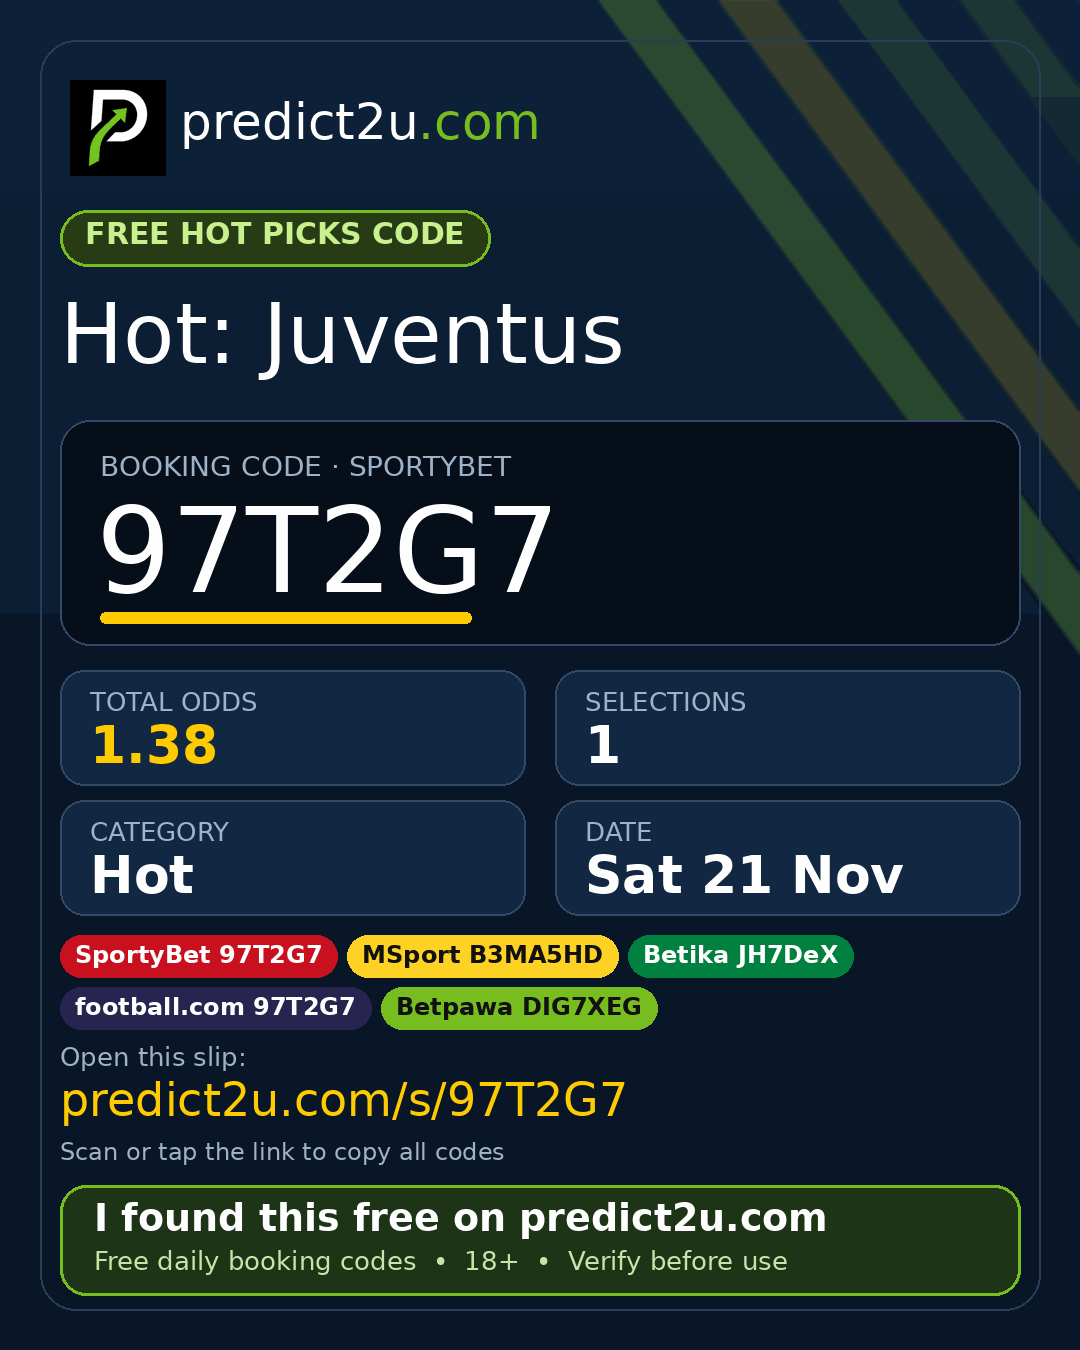 predict2u.com
FREE HOT PICKS CODE
Hot: Juventus
BOOKING CODE · SPORTYBET
97T2G7
TOTAL ODDS
1.38
SELECTIONS
1
CATEGORY
Hot
DATE
Sat 21 Nov
SportyBet 97T2G7 MSport B3MA5HD Betika JH7DeX
football.com 97T2G7 Betpawa DIG7XEG
Open this slip:
predict2u.com/s/97T2G7
Scan or tap the link to copy all codes
I found this free on predict2u.com
Free daily booking codes • 18+ • Verify before use